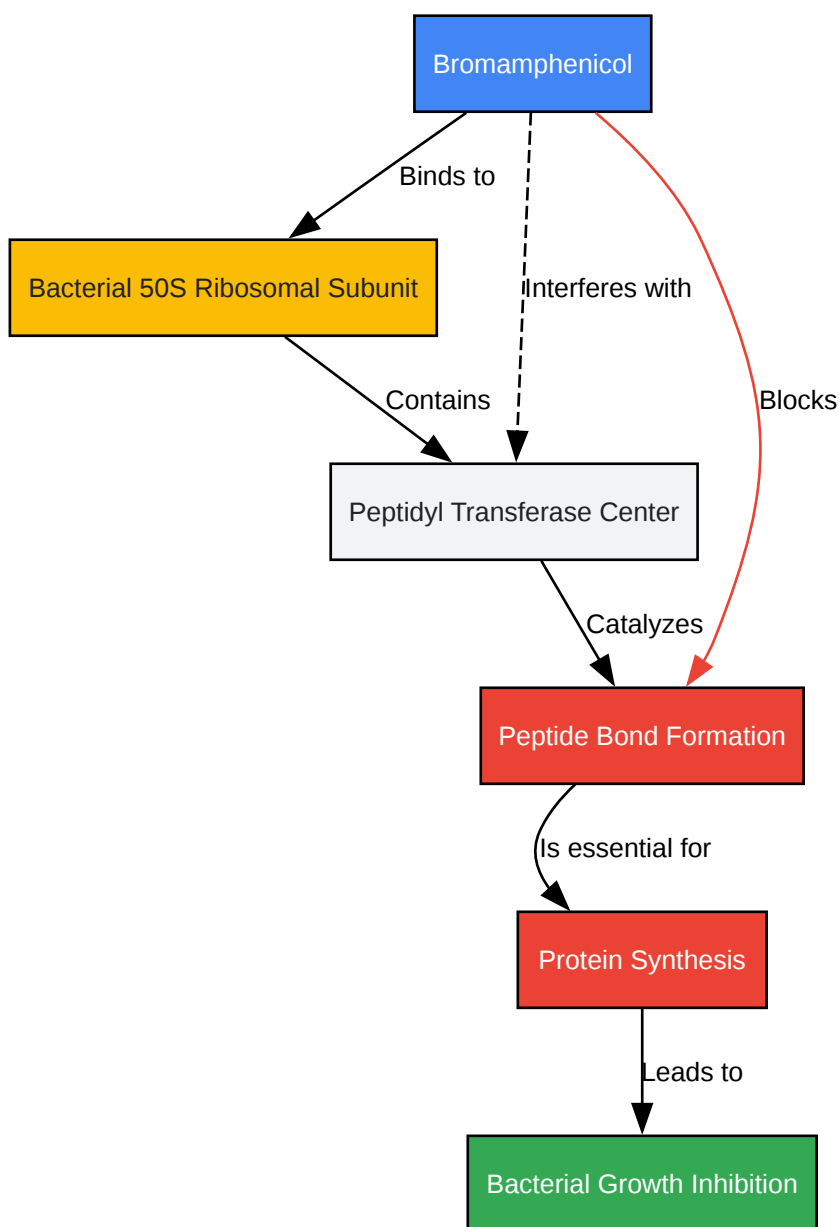 Bromamphenicol
Binds to
Bacterial 50S Ribosomal Subunit
Interferes with
Blocks
Contains
Peptidyl Transferase Center
Catalyzes
Peptide Bond Formation
Is essential for
Protein Synthesis
Leads to
Bacterial Growth Inhibition